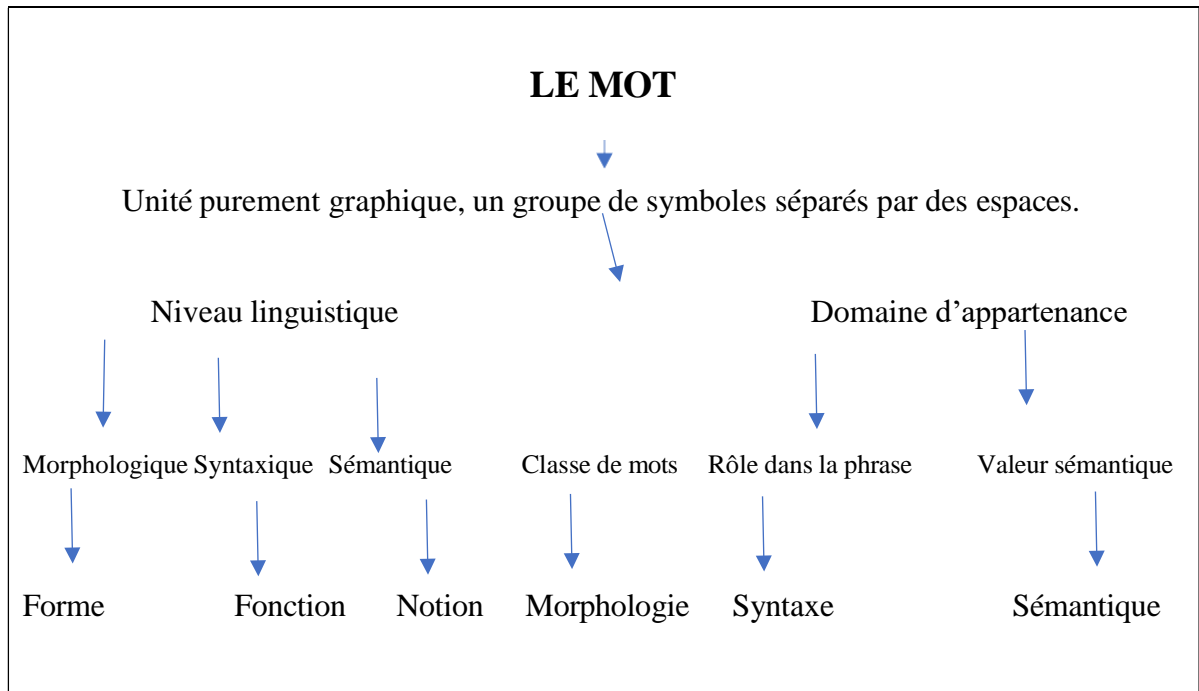 LE MOT
Unité purement graphique, un groupe de symboles séparés par des espaces.
Niveau linguistique Domaine d’appartenance
Morphologique Syntaxique Sémantique Classe de mots Rôle dans la phrase Valeur sémantique
Forme Fonction Notion Morphologie Syntaxe Sémantique